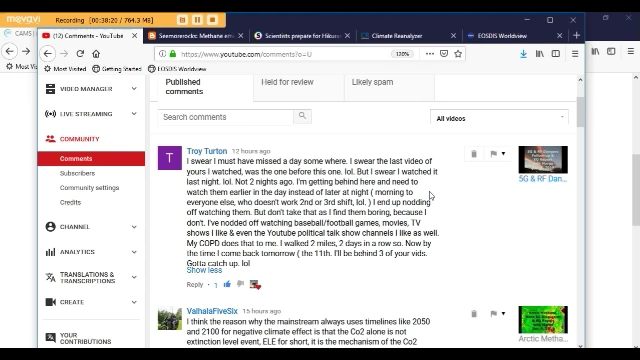 movavi
Recording 00:38:20 / 764.3 MB
CAMS
(12) Comments - YouTube
Seemorerocks: Methane em
Scientists prepare for Hikura
Climate Reanalyzer
EOSDIS Worldview
https://www.youtube.com/comments?o=U
120%
Most Vis
Most Visited
Getting Started
EOSDIS Worldview
VIDEO MANAGER
LIVE STREAMING
COMMUNITY
Comments
Subscribers
Community settings
Credits
CHANNEL
ANALYTICS
TRANSLATIONS &
TRANSCRIPTIONS
CREATE
YOUR
CONTRIBUTIONS
Published
comments
Held for review
Likely spam
Search comments
All videos
T
Troy Turton 12 hours ago
I swear I must have missed a day some where. I swear the last video of
yours I watched, was the one before this one. lol. But I swear I watched it
last night. lol. Not 2 nights ago. I'm getting behind here and need to
watch them earlier in the day instead of later at night ( morning to
everyone else, who doesn't work 2nd or 3rd shift, lol. ) I end up nodding
off watching them. But don't take that as I find them boring, because I
don't. I've nodded off watching baseball/football games, movies, TV
shows I like & even the Youtube political talk show channels I like as well.
My COPD does that to me. I walked 2 miles, 2 days in a row so. Now by
the time I come back tomorrow ( the 11th, I'll be behind 3 of your vids.
Gotta catch up. lol
Show less
Reply 1
5G & RF Dan...
ValhalaFiveSix 15 hours ago
I think the reason why the mainstream always uses timelines like 2050
and 2100 for negative climate effect is that the Co2 alone is not
extinction level event, ELE for short, it is the mechanism of the CO2
Arctic Metha...